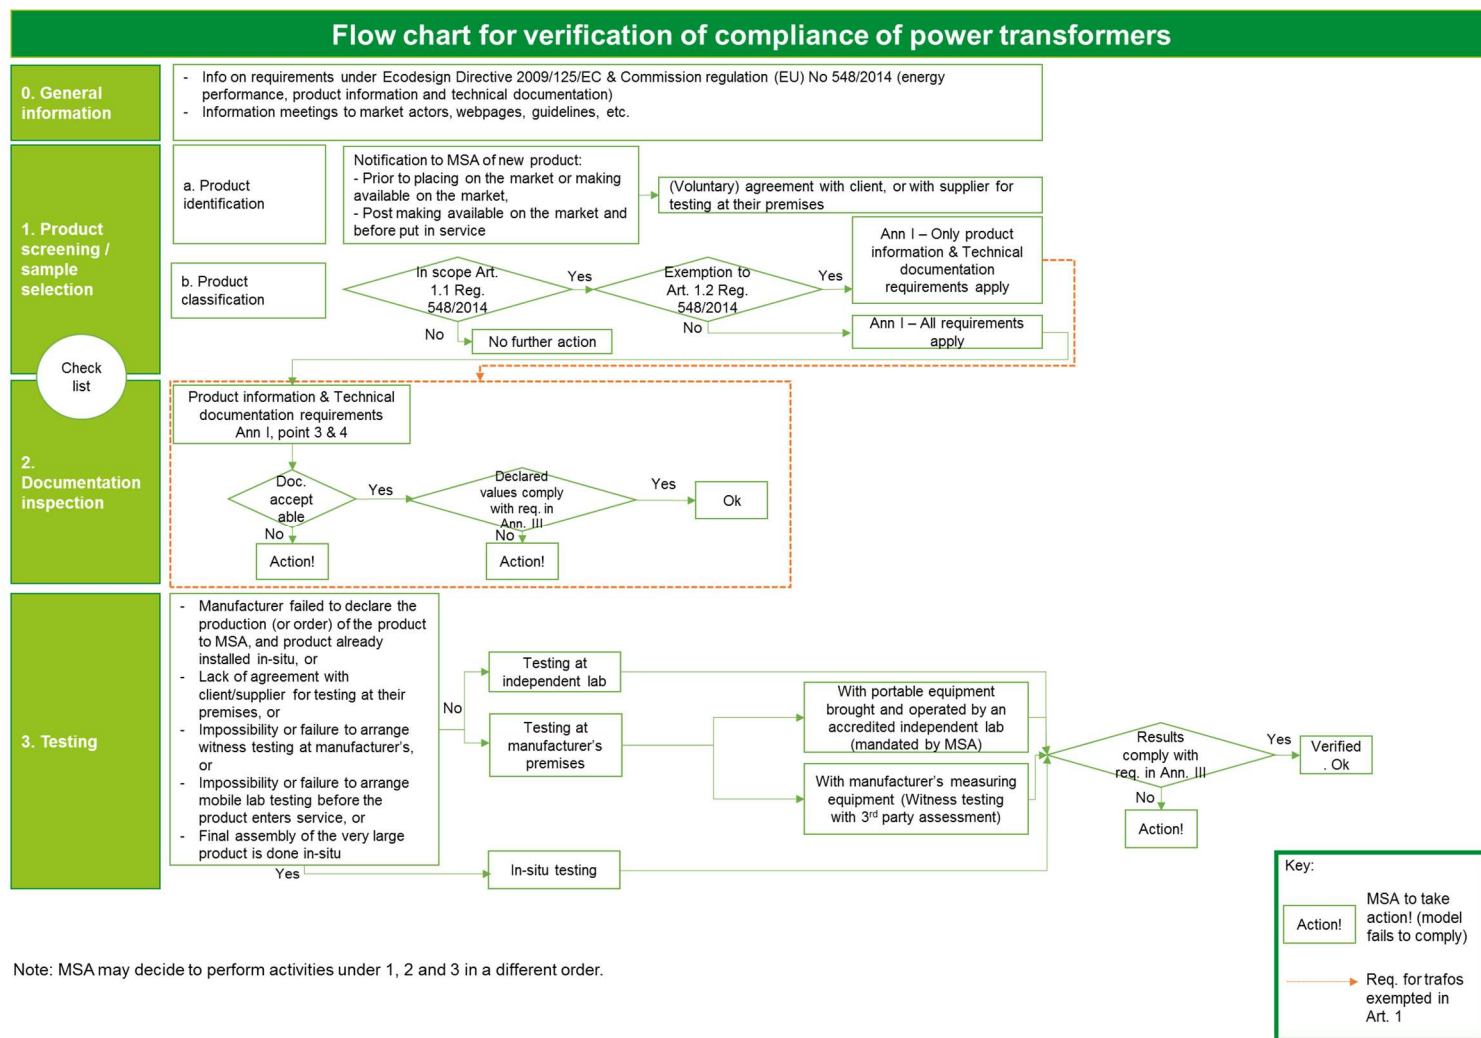 Flow chart for verification of compliance of power transformers
0. General
information
- Info on requirements under Ecodesign Directive 2009/125/EC & Commission regulation (EU) No 548/2014 (energy
performance, product information and technical documentation)
- Information meetings to market actors, webpages, guidelines, etc.
1. Product
screening /
sample
selection
a. Product
identification
Notification to MSA of new product:
- Prior to placing on the market or making
available on the market,
- Post making available on the market and
before put in service
(Voluntary) agreement with client, or with supplier for
testing at their premises
b. Product
classification
In scope Art.
1.1 Reg.
548/2014
Yes
No
No further action
Exemption to
Art. 1.2 Reg.
548/2014
Yes
No
Ann I – Only product
information & Technical
documentation
requirements apply
Ann I – All requirements
apply
Check
list
2.
Documentation
inspection
Product information & Technical
documentation requirements
Ann I, point 3 & 4
Doc.
accept
able
Yes
No
Action!
Declared
values comply
with req. in
Ann. III
Yes
No
Action!
Ok
3. Testing
- Manufacturer failed to declare the
production (or order) of the product
to MSA, and product already
installed in-situ, or
- Lack of agreement with
client/supplier for testing at their
premises, or
- Impossibility or failure to arrange
witness testing at manufacturer's,
or
- Impossibility or failure to arrange
mobile lab testing before the
product enters service, or
- Final assembly of the very large
product is done in-situ
No
Yes
Testing at
independent lab
Testing at
manufacturer's
premises
In-situ testing
With portable equipment
brought and operated by an
accredited independent lab
(mandated by MSA)
With manufacturer's measuring
equipment (Witness testing
with 3rd party assessment)
Results
comply with
req. in Ann. III
Yes
No
Verified
. Ok
Action!
Key:
Action!
MSA to take
action! (model
fails to comply)
Req. for trafos
exempted in
Art. 1
Note: MSA may decide to perform activities under 1, 2 and 3 in a different order.